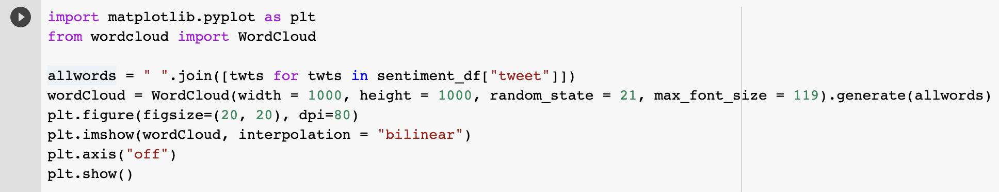 import matplotlib.pyplot as plt
from wordcloud import WordCloud
allwords = " ".join([twts for twts in sentiment_df["tweet"]])
wordCloud = WordCloud(width = 1000, height = 1000, random_state = 21, max_font_size = 119).generate(allwords)
plt.figure(figsize=(20, 20), dpi=80)
plt.imshow(wordCloud, interpolation = "bilinear")
plt.axis("off")
plt.show()